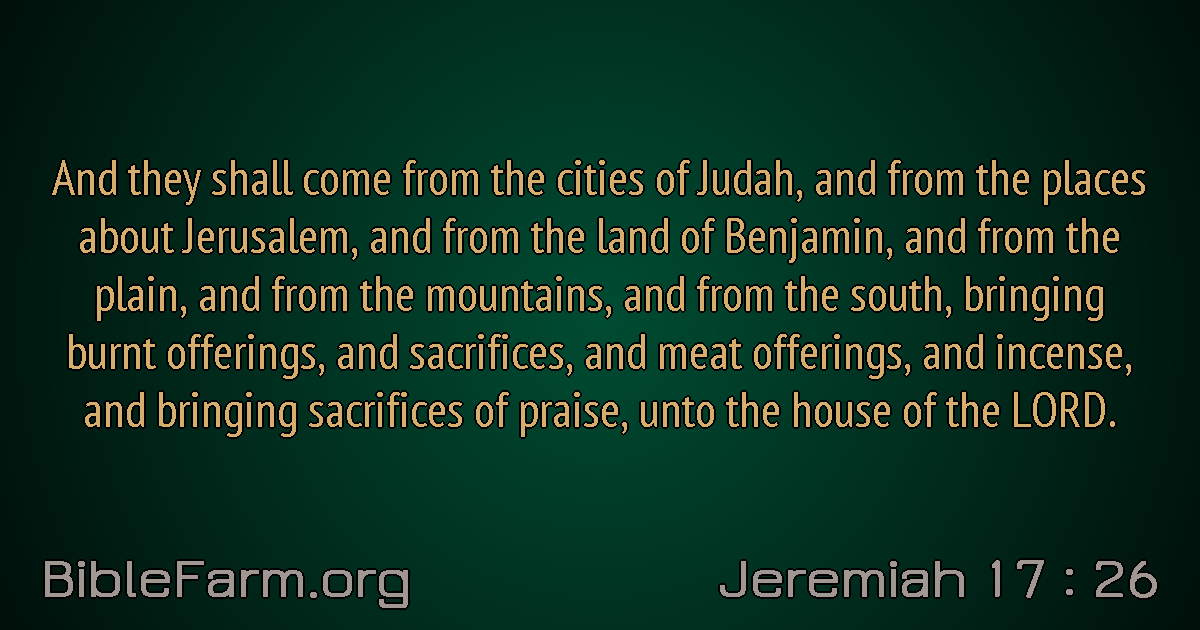 And they shall come from the cities of Judah, and from the places
about Jerusalem, and from the land of Benjamin, and from the
plain, and from the mountains, and from the south, bringing
burnt offerings, and sacrifices, and meat offerings, and incense,
and bringing sacrifices of praise, unto the house of the LORD.
BibleFarm.org
Jeremiah 17 : 26